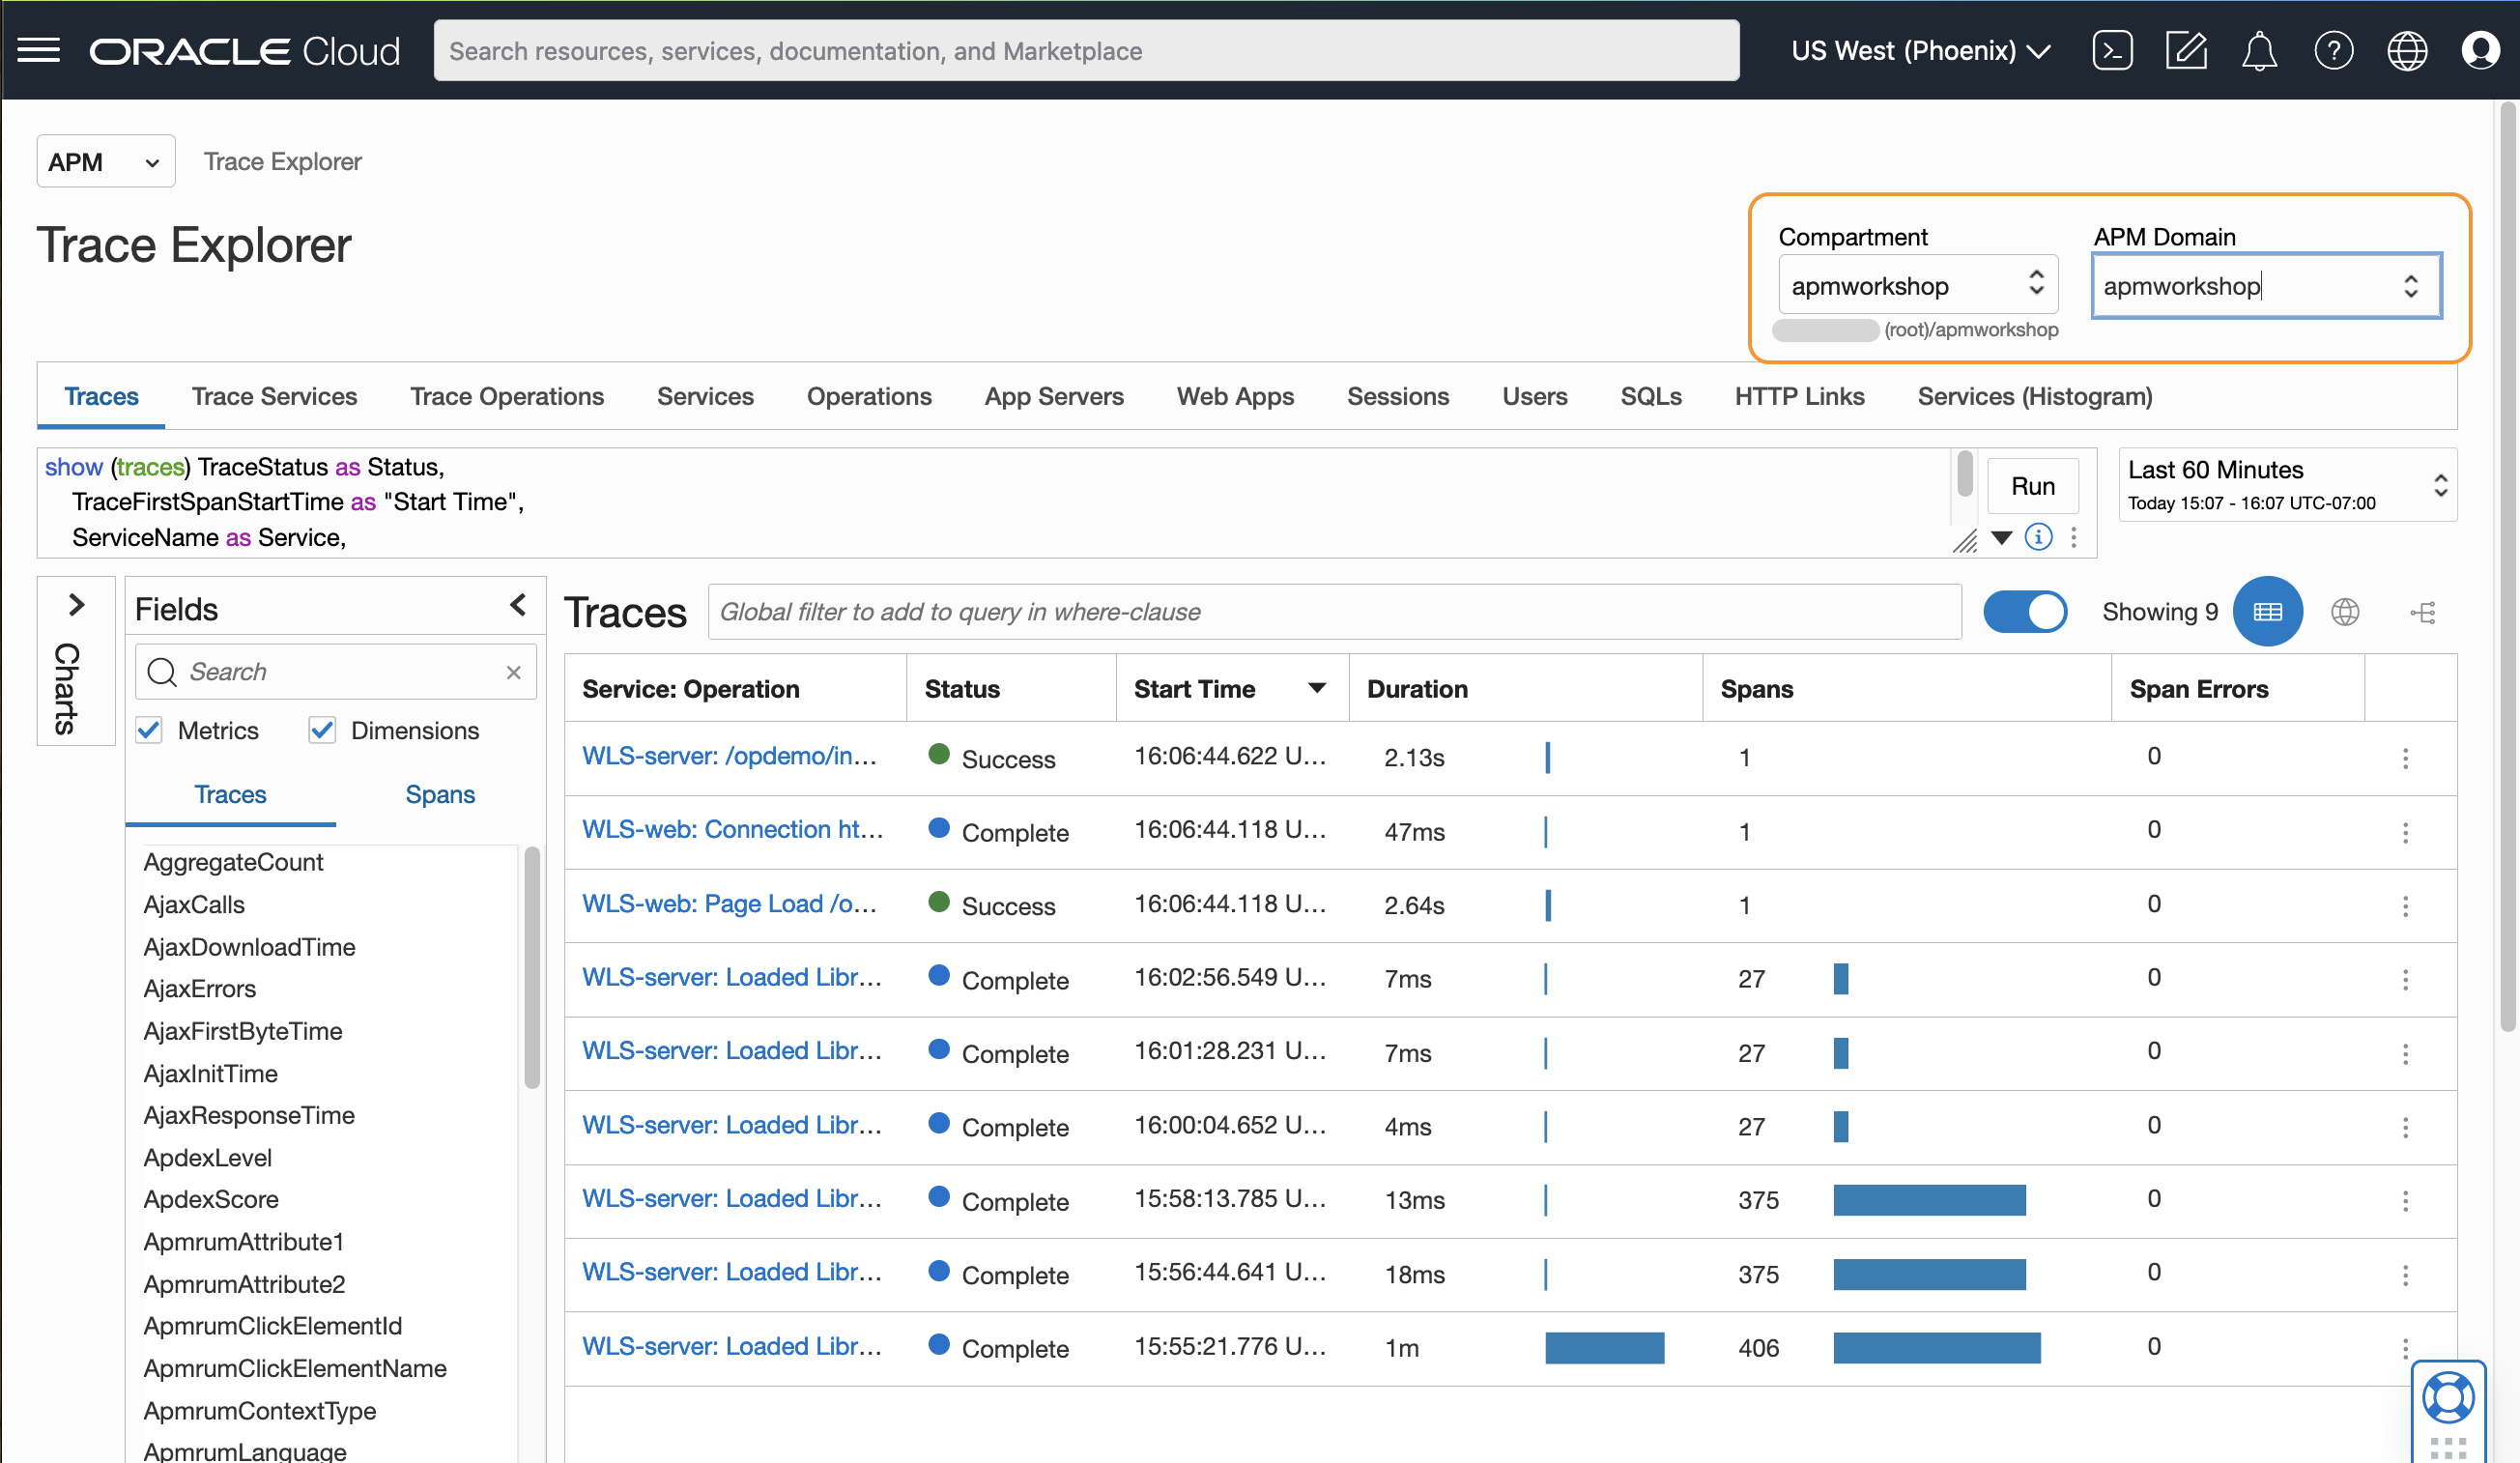 ORACLE Cloud
Search resources, services, documentation, and Marketplace
US West (Phoenix)
APM
Trace Explorer
Trace Explorer
Compartment
APM Domain
apmworkshop
apmworkshop
(root)/apmworkshop
Traces Trace Services Trace Operations Services Operations App Servers Web Apps Sessions Users SQLs HTTP Links Services (Histogram)
show (traces) TraceStatus as Status,
TraceFirstSpanStartTime as "Start Time",
ServiceName as Service,
Run
Last 60 Minutes
Today 15:07 - 16:07 UTC-07:00
Charts
Fields
Search
Metrics Dimensions
Traces Spans
AggregateCount
AjaxCalls
AjaxDownloadTime
AjaxErrors
AjaxFirstByteTime
AjaxInitTime
AjaxResponseTime
ApdexLevel
ApdexScore
ApmrumAttribute1
ApmrumAttribute2
ApmrumClickElementId
ApmrumClickElementName
ApmrumContextType
ApmrumLanguage
Traces
Global filter to add to query in where-clause
Showing 9
Service: Operation Status Start Time Duration Spans Span Errors
WLS-server: /opdemo/in... Success 16:06:44.622 U... 2.13s 1 0
WLS-web: Connection ht... Complete 16:06:44.118 U... 47ms 1 0
WLS-web: Page Load /o... Success 16:06:44.118 U... 2.64s 1 0
WLS-server: Loaded Libr... Complete 16:02:56.549 U... 7ms 27 0
WLS-server: Loaded Libr... Complete 16:01:28.231 U... 7ms 27 0
WLS-server: Loaded Libr... Complete 16:00:04.652 U... 4ms 27 0
WLS-server: Loaded Libr... Complete 15:58:13.785 U... 13ms 375 0
WLS-server: Loaded Libr... Complete 15:56:44.641 U... 18ms 375 0
WLS-server: Loaded Libr... Complete 15:55:21.776 U... 1m 406 0